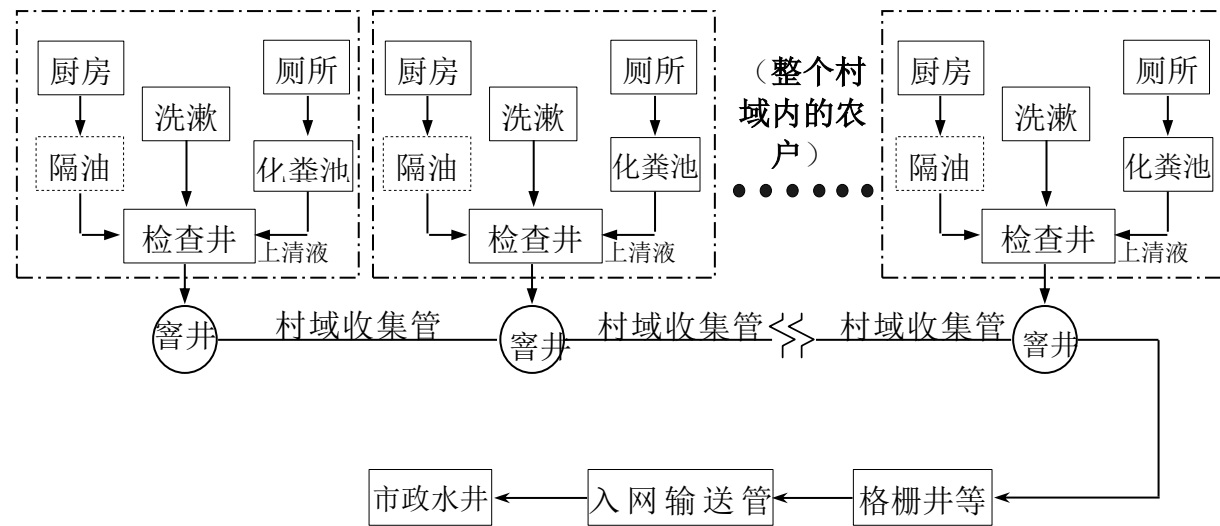 厨房
厕所
洗漱
隔油
化粪池
检查井
上清液
厨房
厕所
洗漱
隔油
化粪池
检查井
上清液
（整个村
域内的农
户）
厨房
厕所
洗漱
隔油
化粪池
检查井
上清液
窨井
村域收集管
窨井
村域收集管
村域收集管
窨井
市政水井
入网输送管
格栅井等